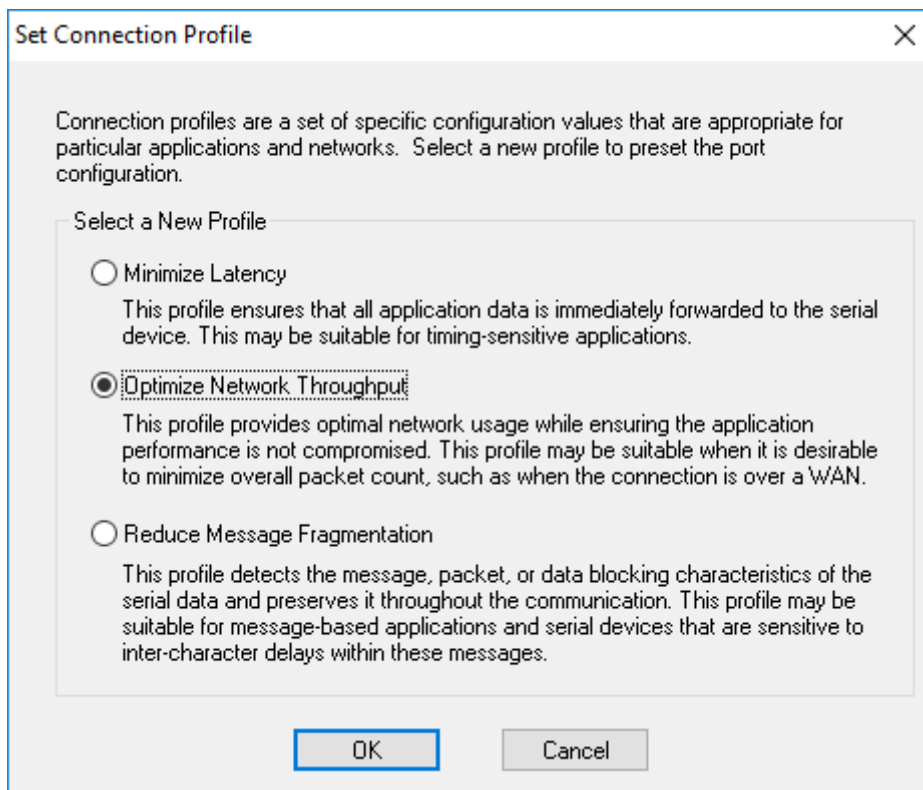 Set Connection Profile
Connection profiles are a set of specific configuration values that are appropriate for
particular applications and networks.  Select a new profile to preset the port
configuration.
Select a New Profile
Minimize Latency
This profile ensures that all application data is immediately forwarded to the serial
device. This may be suitable for timing-sensitive applications.
Optimize Network Throughput
This profile provides optimal network usage while ensuring the application
performance is not compromised. This profile may be suitable when it is desirable
to minimize overall packet count, such as when the connection is over a WAN.
Reduce Message Fragmentation
This profile detects the message, packet, or data blocking characteristics of the
serial data and preserves it throughout the communication. This profile may be
suitable for message-based applications and serial devices that are sensitive to
inter-character delays within these messages.
OK
Cancel